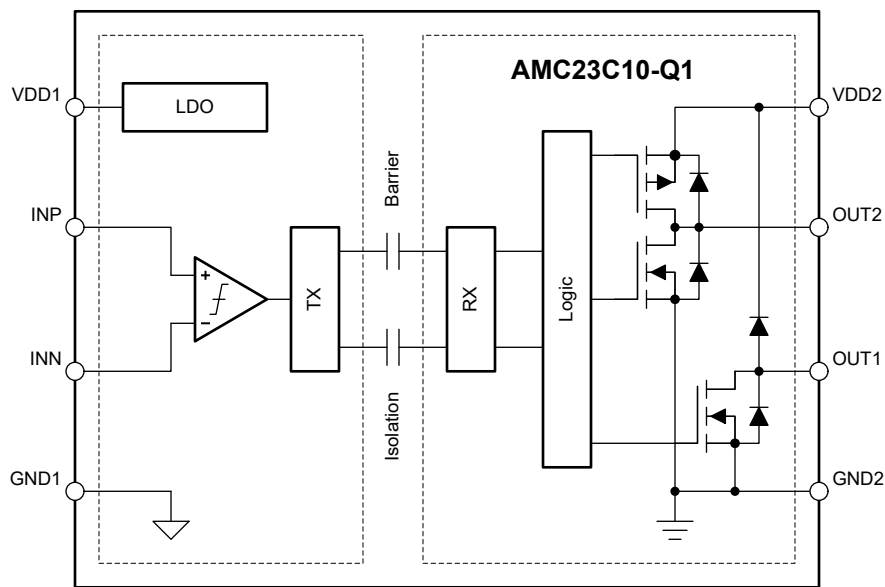 AMC23C10-Q1
VDD1
LDO
VDD2
Barrier
INP
OUT2
+
TX
RX
Logic
−
INN
OUT1
Isolation
GND1
GND2